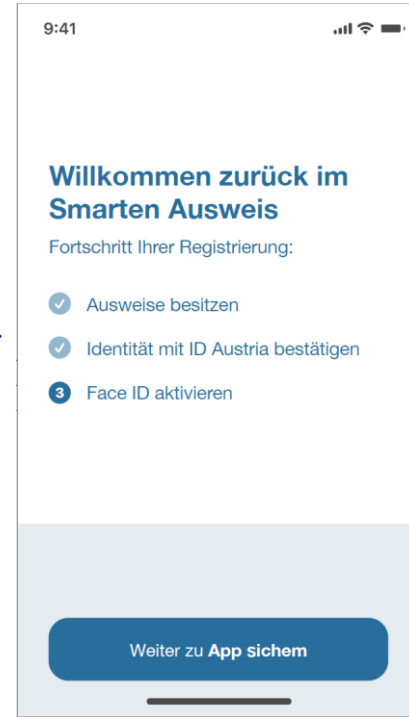 9:41
Willkommen zurück im
Smarten Ausweis
Fortschritt Ihrer Registrierung:
Ausweise besitzen
Identität mit ID Austria bestätigen
3 Face ID aktivieren
Weiter zu App sichem